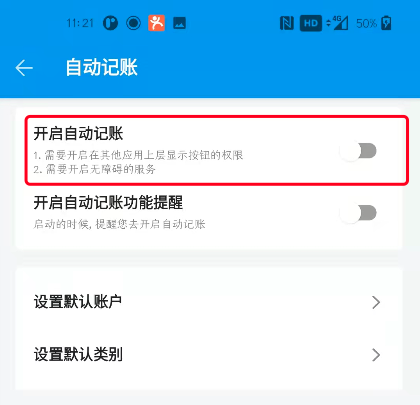 11:21
HD
4G
50%
自动记账
开启自动记账
1. 需要开启在其他应用上层显示按钮的权限
2. 需要开启无障碍的服务
开启自动记账功能提醒
启动的时候, 提醒您去开启自动记账
设置默认账户
设置默认类别